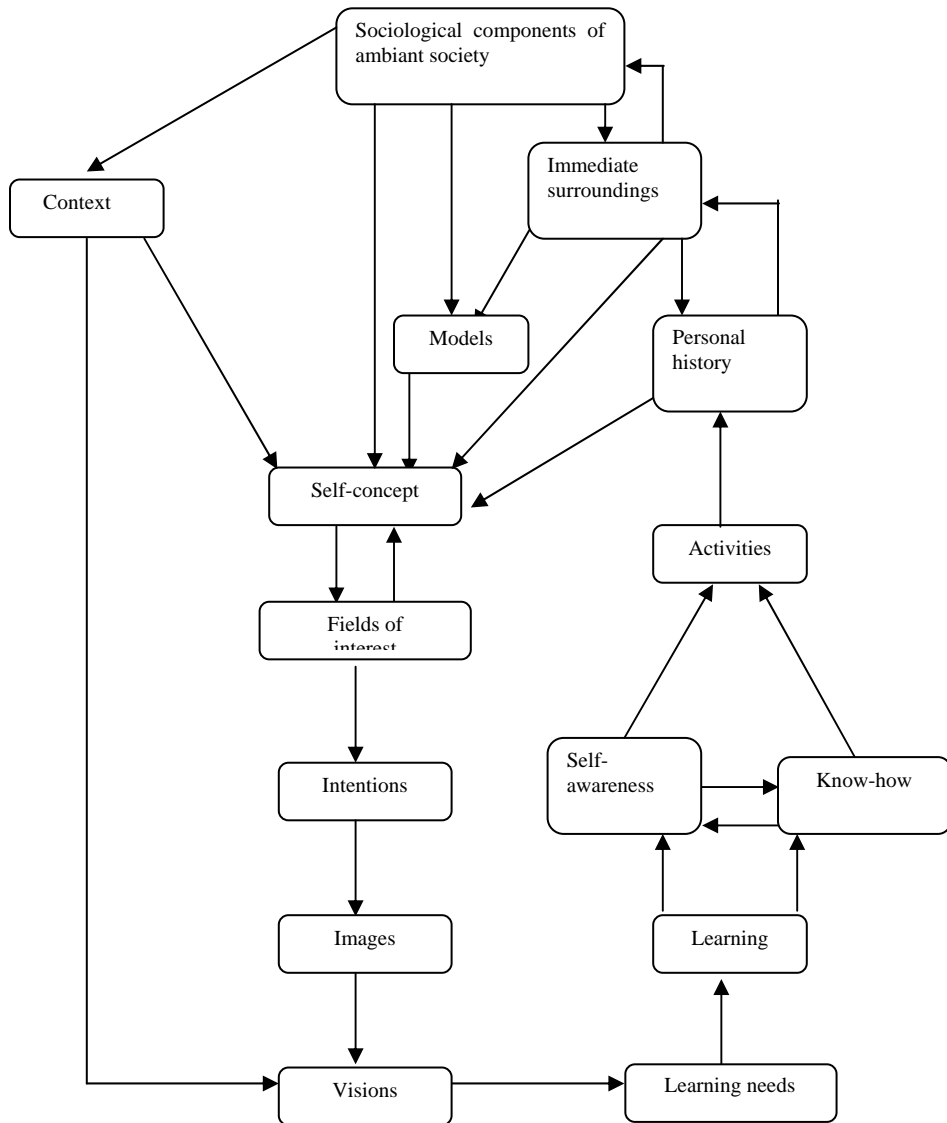 Sociological components of
ambiant society
Immediate
surroundings
Context
Models
Personal
history
Self-concept
Activities
Fields of
interest
Self-
awareness
Know-how
Intentions
Images
Learning
Visions
Learning needs